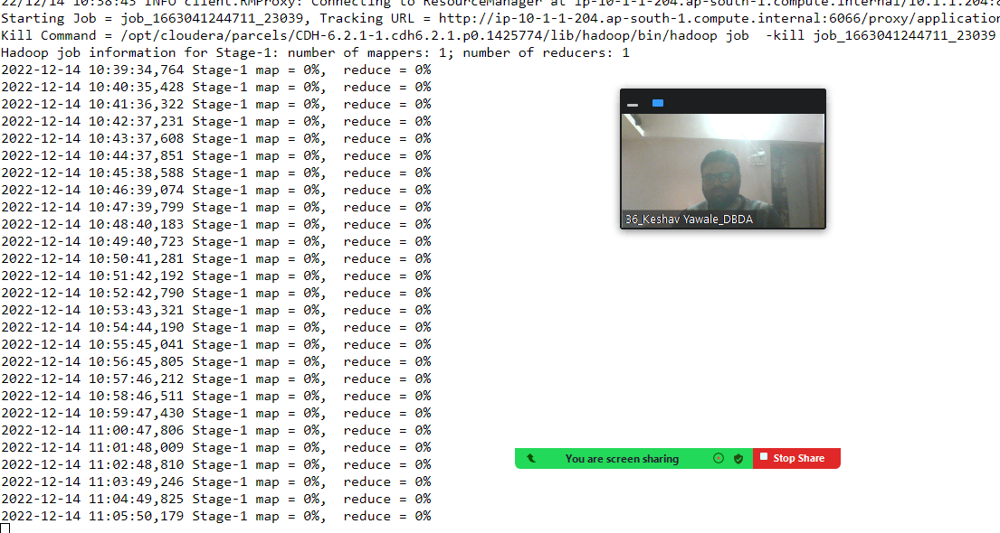 22/12/14 10:38:43 INFO client.RMProxy: Connecting to ResourceManager at ip-10-1-1-204.ap-south-1.compute.internal/10.1.1.204:8
Starting Job = job_1663041244711_23039, Tracking URL = http://ip-10-1-1-204.ap-south-1.compute.internal:6066/proxy/application
Kill Command = /opt/cloudera/parcels/CDH-6.2.1-1.cdh6.2.1.p0.1425774/lib/hadoop/bin/hadoop job  -kill job_1663041244711_23039
Hadoop job information for Stage-1: number of mappers: 1; number of reducers: 1
2022-12-14 10:39:34,764 Stage-1 map = 0%,  reduce = 0%
2022-12-14 10:40:35,428 Stage-1 map = 0%,  reduce = 0%
2022-12-14 10:41:36,322 Stage-1 map = 0%,  reduce = 0%
2022-12-14 10:42:37,231 Stage-1 map = 0%,  reduce = 0%
2022-12-14 10:43:37,608 Stage-1 map = 0%,  reduce = 0%
2022-12-14 10:44:37,851 Stage-1 map = 0%,  reduce = 0%
2022-12-14 10:45:38,588 Stage-1 map = 0%,  reduce = 0%
2022-12-14 10:46:39,074 Stage-1 map = 0%,  reduce = 0%
2022-12-14 10:47:39,799 Stage-1 map = 0%,  reduce = 0%
2022-12-14 10:48:40,183 Stage-1 map = 0%,  reduce = 0%
2022-12-14 10:49:40,723 Stage-1 map = 0%,  reduce = 0%
2022-12-14 10:50:41,281 Stage-1 map = 0%,  reduce = 0%
2022-12-14 10:51:42,192 Stage-1 map = 0%,  reduce = 0%
2022-12-14 10:52:42,790 Stage-1 map = 0%,  reduce = 0%
2022-12-14 10:53:43,321 Stage-1 map = 0%,  reduce = 0%
2022-12-14 10:54:44,190 Stage-1 map = 0%,  reduce = 0%
2022-12-14 10:55:45,041 Stage-1 map = 0%,  reduce = 0%
2022-12-14 10:56:45,805 Stage-1 map = 0%,  reduce = 0%
2022-12-14 10:57:46,212 Stage-1 map = 0%,  reduce = 0%
2022-12-14 10:58:46,511 Stage-1 map = 0%,  reduce = 0%
2022-12-14 10:59:47,430 Stage-1 map = 0%,  reduce = 0%
2022-12-14 11:00:47,806 Stage-1 map = 0%,  reduce = 0%
2022-12-14 11:01:48,009 Stage-1 map = 0%,  reduce = 0%
2022-12-14 11:02:48,810 Stage-1 map = 0%,  reduce = 0%
2022-12-14 11:03:49,246 Stage-1 map = 0%,  reduce = 0%
2022-12-14 11:04:49,825 Stage-1 map = 0%,  reduce = 0%
2022-12-14 11:05:50,179 Stage-1 map = 0%,  reduce = 0%
36_Keshav Yawale_DBDA
You are screen sharing
Stop Share